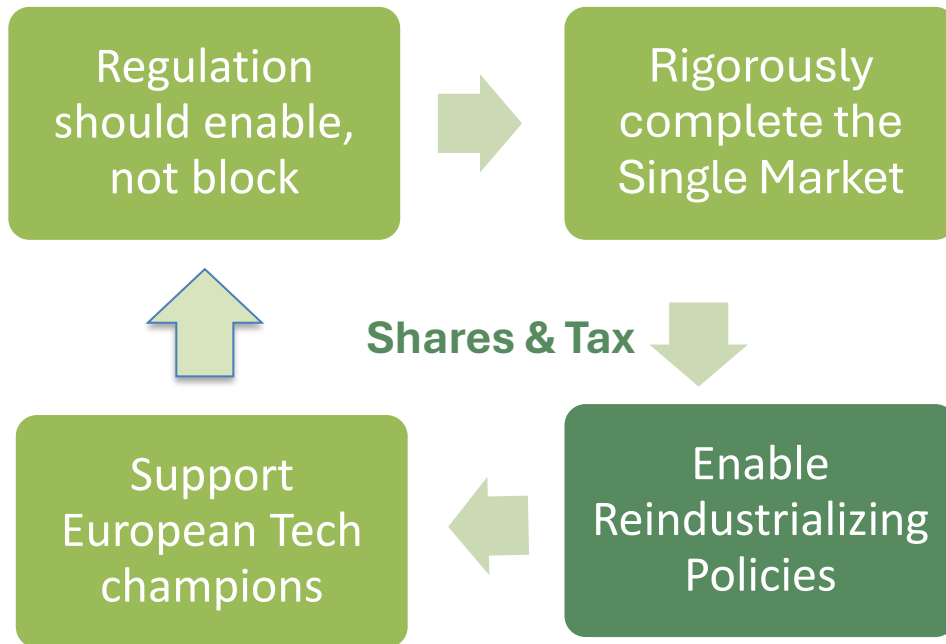 Regulation
should enable,
not block
Rigorously
complete the
Single Market
Shares & Tax
Support
European Tech
champions
Enable
Reindustrializing
Policies